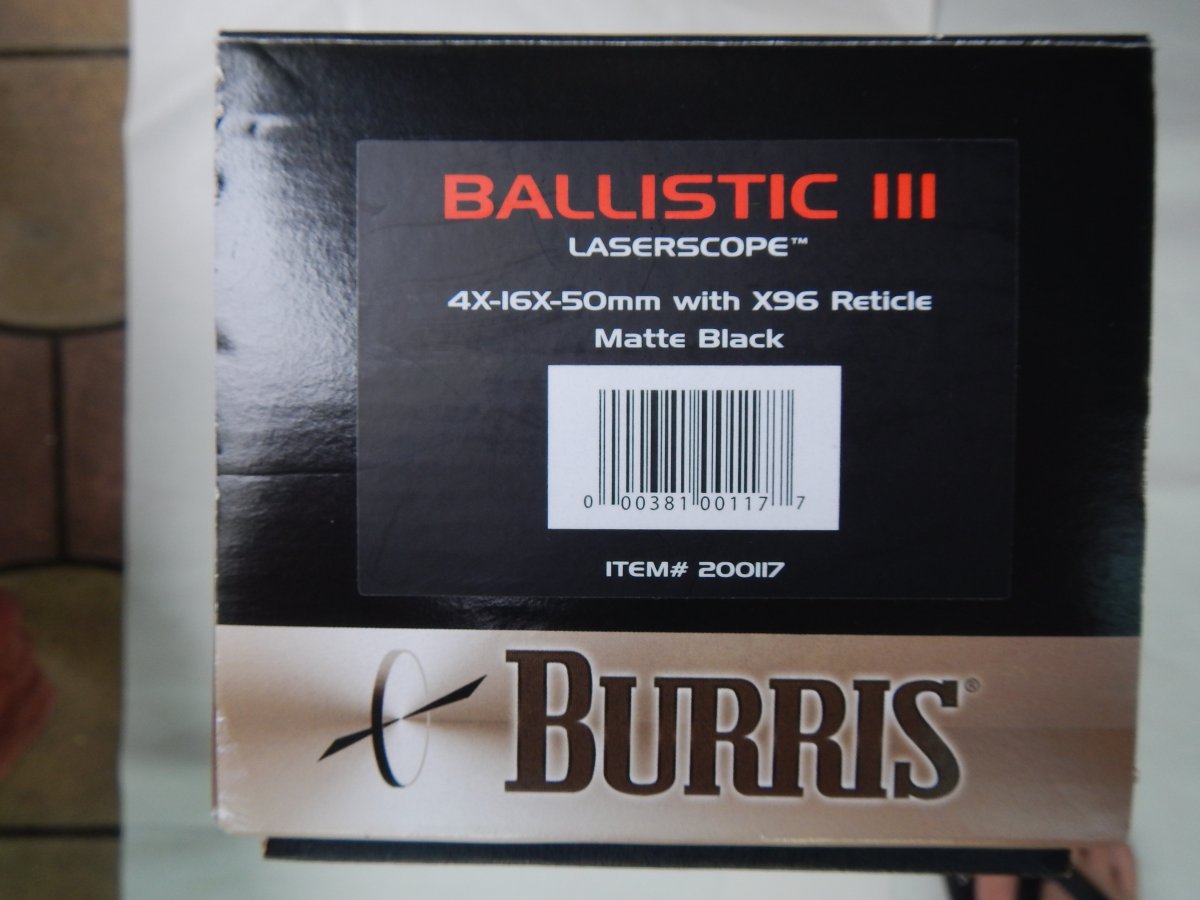 BALLISTIC III
LASERSCOPE™
4X-16X-50mm with X96 Reticle
Matte Black
0 00381 00117 7
ITEM# 200117
BURRIS®